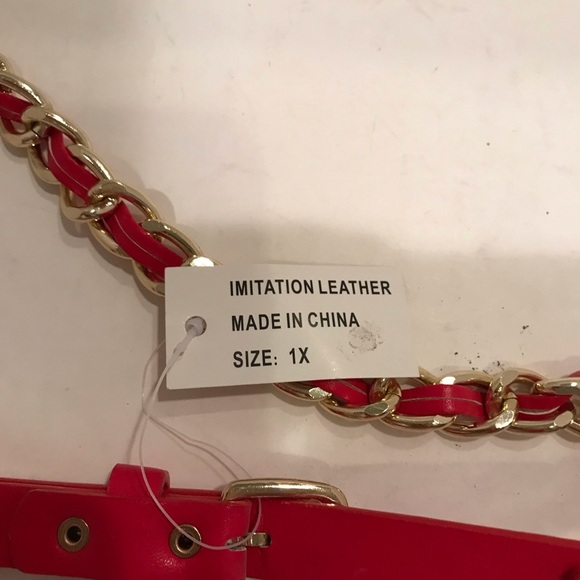 IMITATION LEATHER
MADE IN CHINA
SIZE: 1X